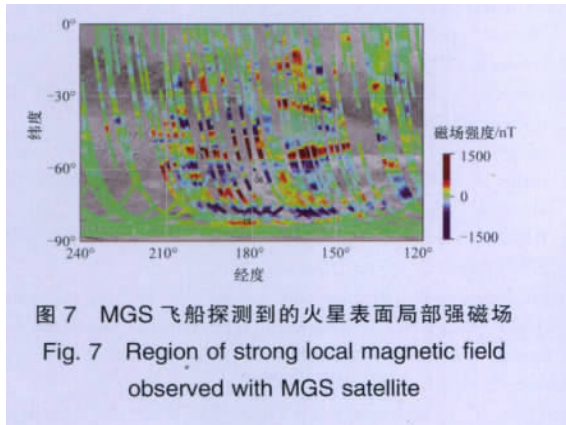 0°
−30°
−60°
−90°
纬度
240°
210°
180°
150°
120°
经度
磁场强度/nT
1500
0
−1500
图 7 MGS 飞船探测到的火星表面局部强磁场
Fig. 7 Region of strong local magnetic field
observed with MGS satellite